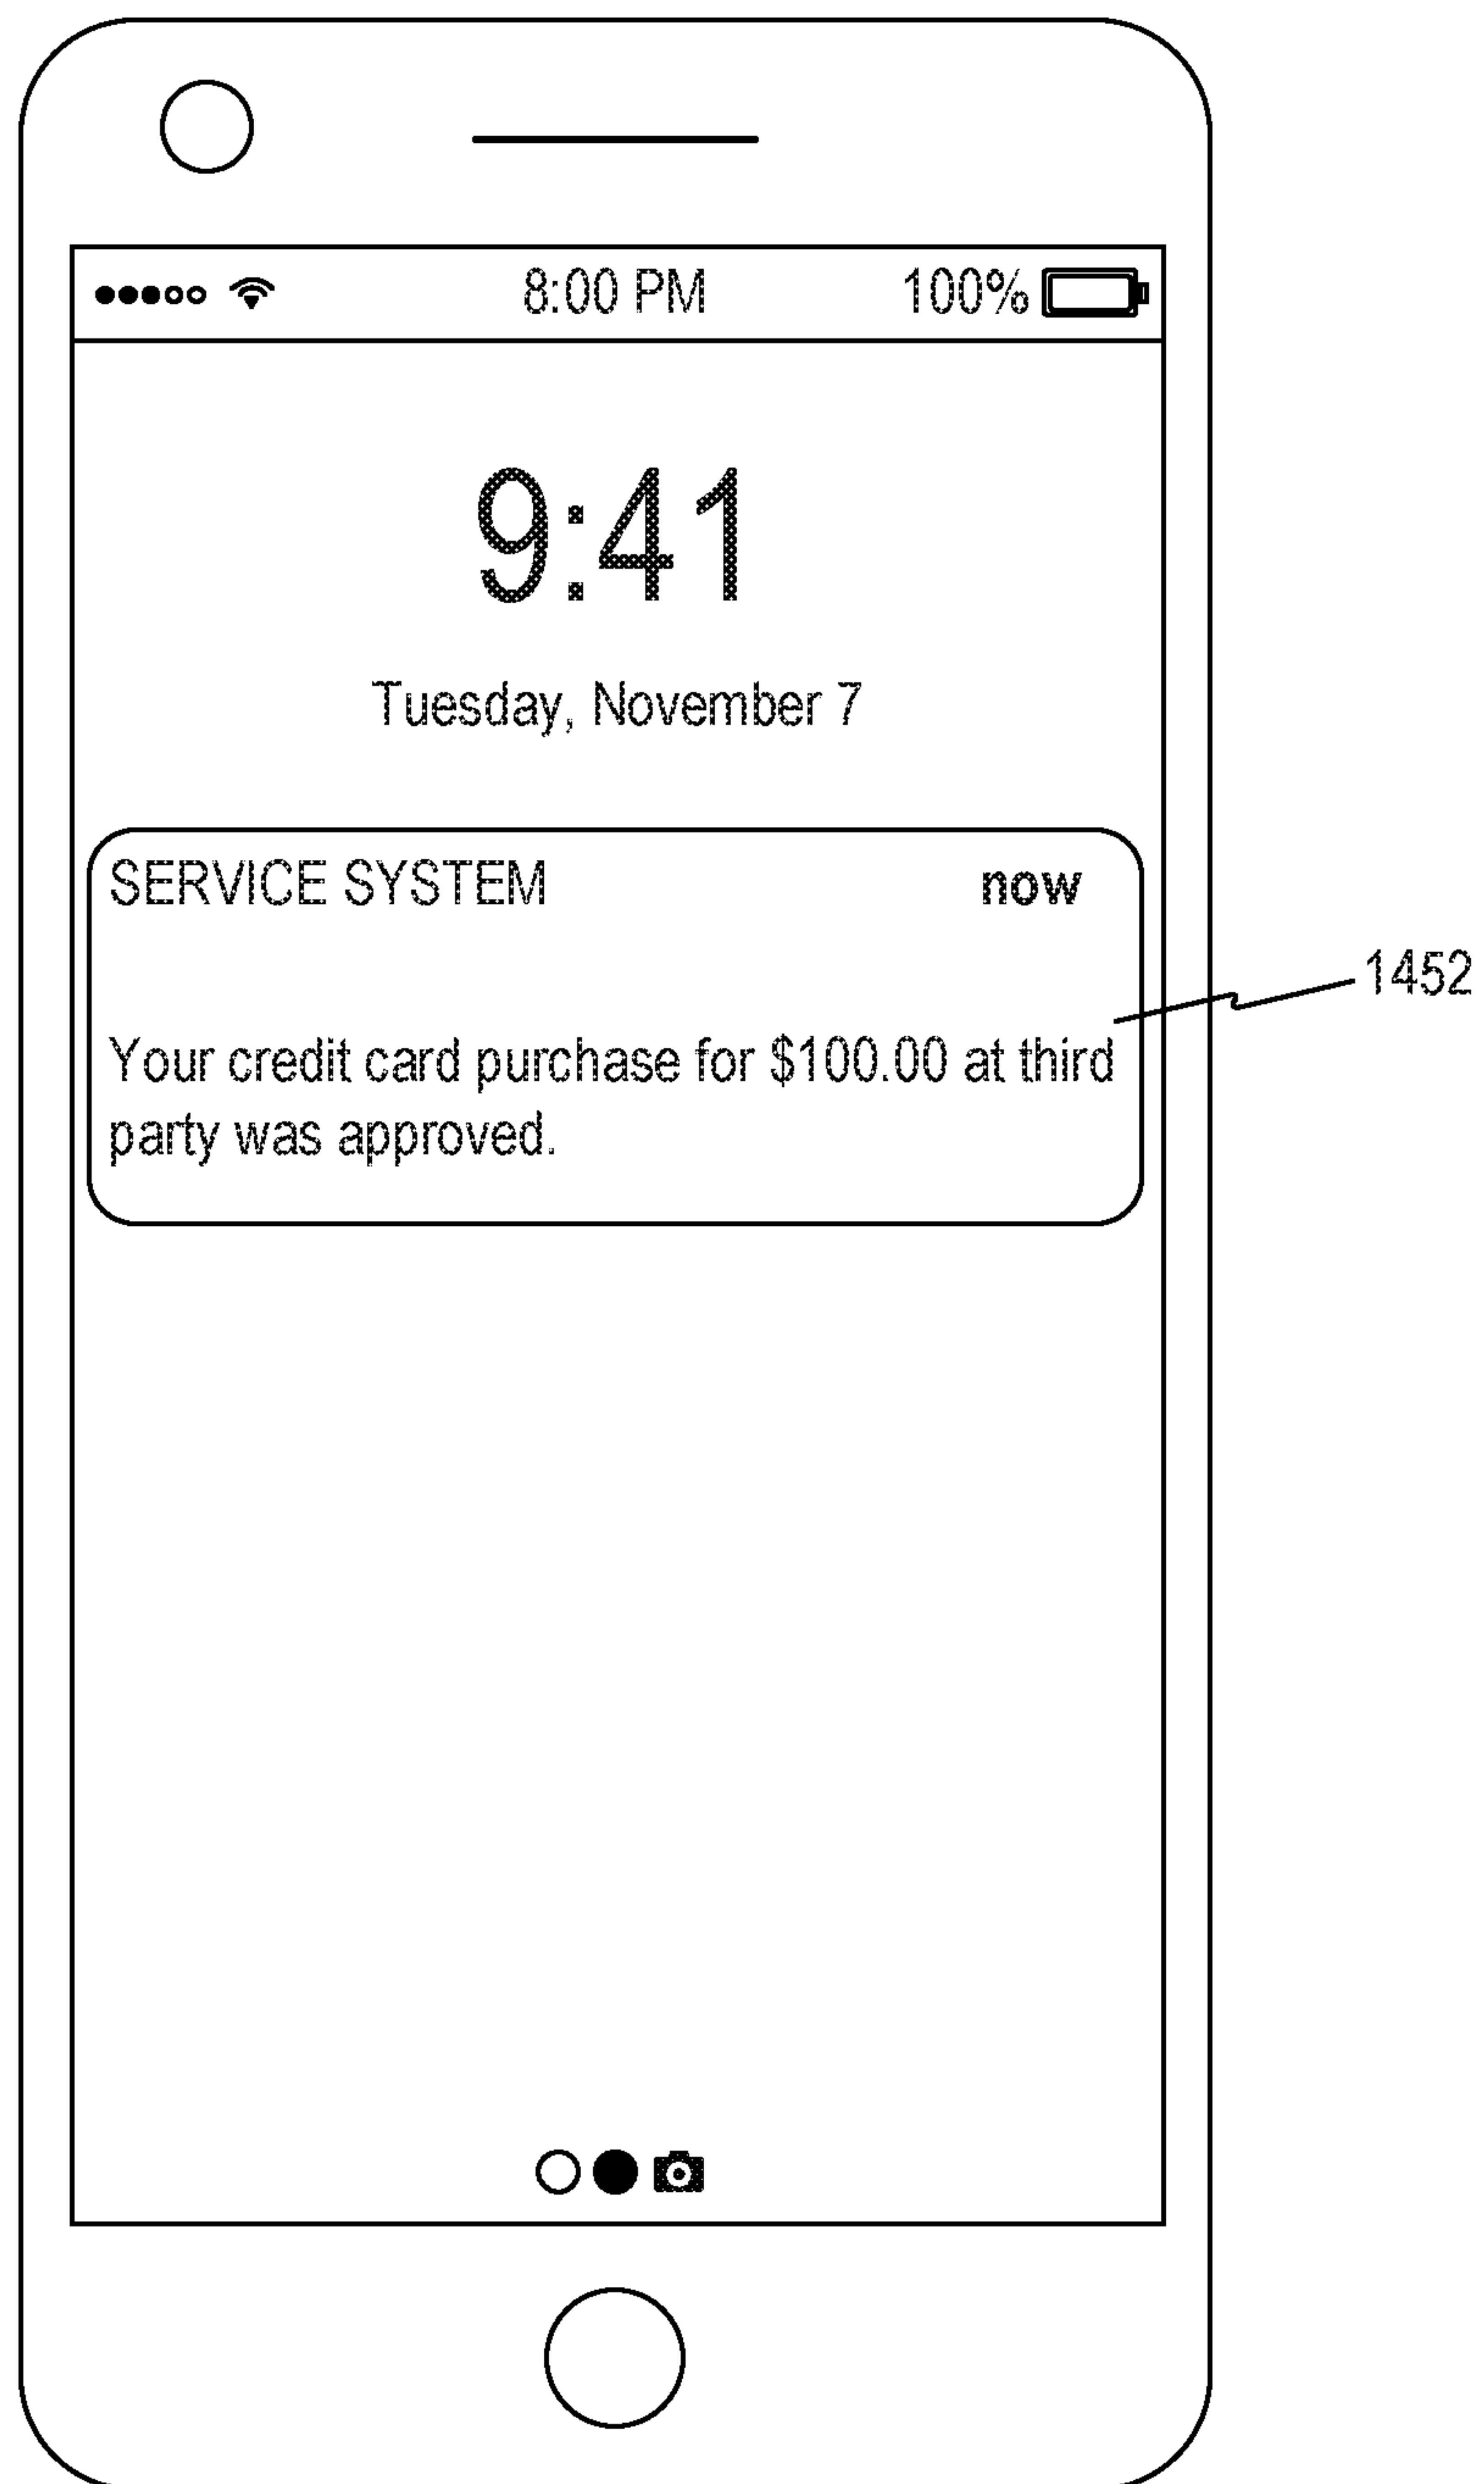 8:00 PM 100%
9:41
Tuesday, November 7
SERVICE SYSTEM now
1452
Your credit card purchase for $100.00 at third
party was approved.